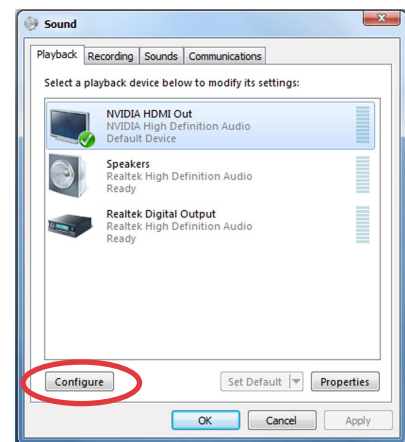 Sound
Playback Recording Sounds Communications
Select a playback device below to modify its settings:
NVIDIA HDMI Out
NVIDIA High Definition Audio
Default Device
Speakers
Realtek High Definition Audio
Ready
Realtek Digital Output
Realtek High Definition Audio
Ready
Configure Set Default Properties
OK Cancel Apply